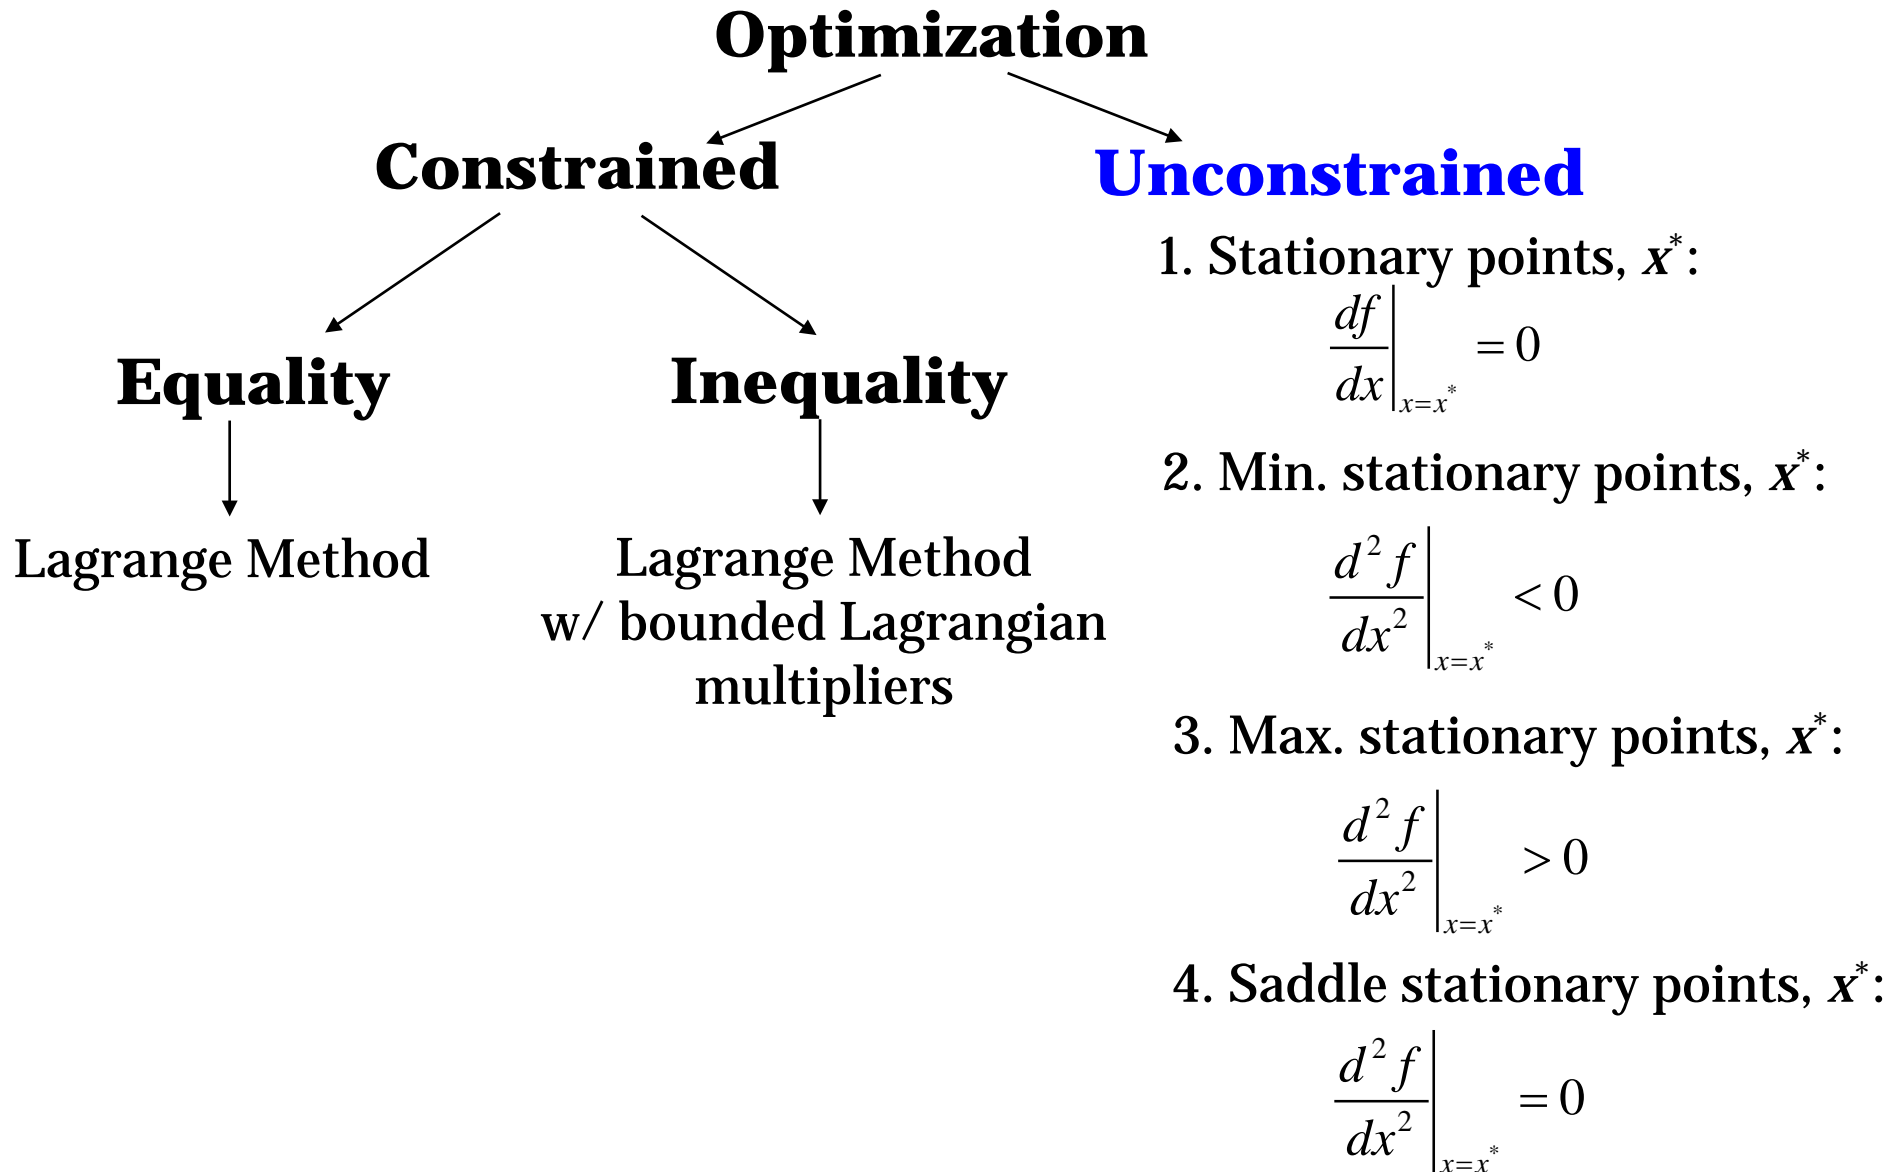 Optimization
Constrained
Unconstrained
Equality
Inequality
Lagrange Method
Lagrange Method
w/ bounded Lagrangian
multipliers
1. Stationary points, x*:
df/dx|x=x* = 0
2. Min. stationary points, x*:
d²f/dx²|x=x* < 0
3. Max. stationary points, x*:
d²f/dx²|x=x* > 0
4. Saddle stationary points, x*:
d²f/dx²|x=x* = 0